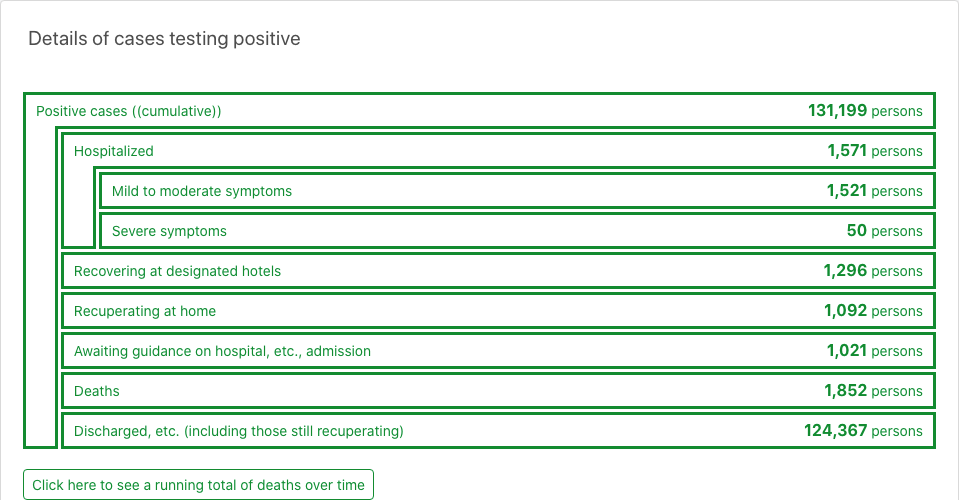 Details of cases testing positive
Positive cases ((cumulative)) 131,199 persons
Hospitalized 1,571 persons
Mild to moderate symptoms 1,521 persons
Severe symptoms 50 persons
Recovering at designated hotels 1,296 persons
Recuperating at home 1,092 persons
Awaiting guidance on hospital, etc., admission 1,021 persons
Deaths 1,852 persons
Discharged, etc. (including those still recuperating) 124,367 persons
Click here to see a running total of deaths over time